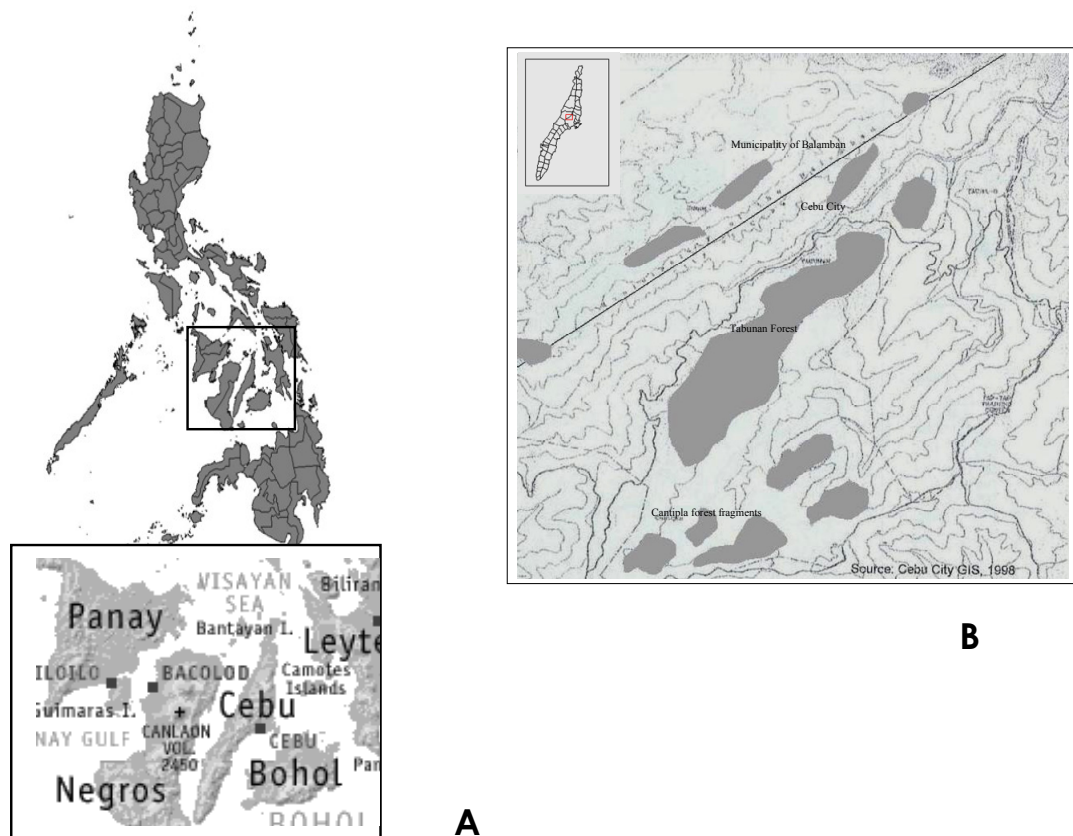 Municipality of Balamban
Cebu City
Tabunan Forest
Cantipla forest fragments
Source: Cebu City GIS, 1998
B
VISAYAN
SEA
Biliran
Panay
Bantayan I.
Leyte
ILOILO
BACOLOD
Camotes
Islands
Guimaras I.
Cebu
NAY GULF
CANLAON
VOL.
2450
CEBU
Negros
Bohol
Pan
BOHOL
A